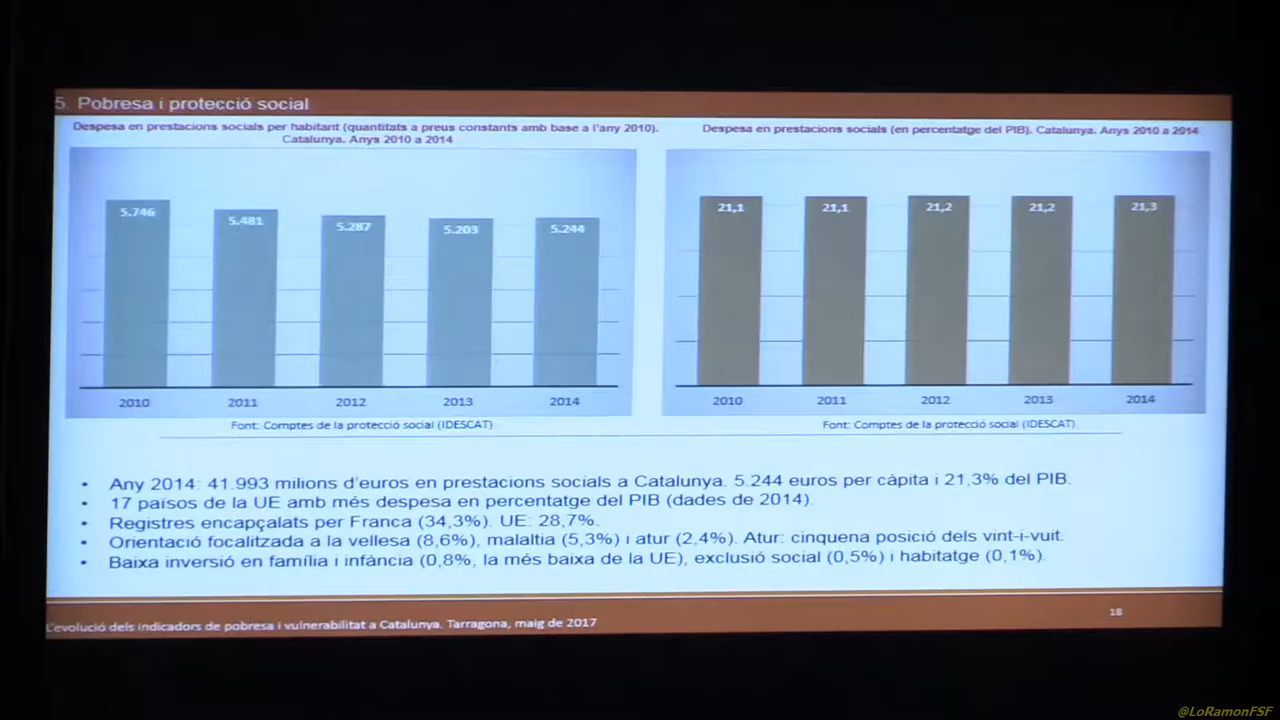 5. Pobresa i protecció social
Despesa en prestacions socials per habitant (quantitats a preus constants amb base a l'any 2010).
Catalunya. Anys 2010 a 2014
5.746
5.481
5.287
5.203
5.244
2010
2011
2012
2013
2014
Font: Comptes de la protecció social (IDESCAT)
Despesa en prestacions socials (en percentatge del PIB). Catalunya. Anys 2010 a 2014
21,1
21,1
21,2
21,2
21,3
2010
2011
2012
2013
2014
Font: Comptes de la protecció social (IDESCAT)
• Any 2014: 41.993 milions d'euros en prestacions socials a Catalunya. 5.244 euros per càpita i 21,3% del PIB.
• 17 països de la UE amb més despesa en percentatge del PIB (dades de 2014).
• Registres encapçalats per Franca (34,3%). UE: 28,7%.
• Orientació focalitzada a la vellesa (8,6%), malaltia (5,3%) i atur (2,4%). Atur: cinquena posició dels vint-i-vuit.
• Baixa inversió en família i infància (0,8%, la més baixa de la UE), exclusió social (0,5%) i habitatge (0,1%).
L'evolució dels indicadors de pobresa i vulnerabilitat a Catalunya. Tarragona, maig de 2017
18
@LoRamonFSF